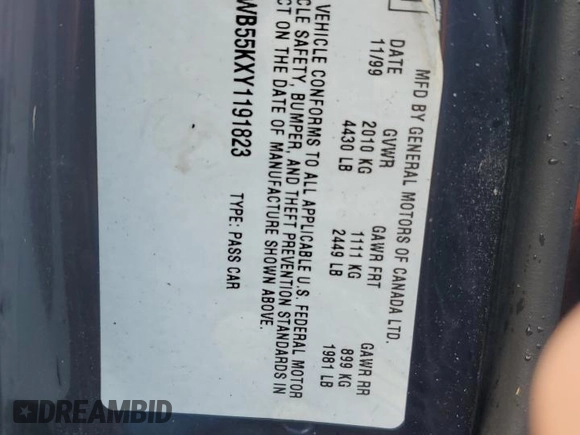 MFD BY GENERAL MOTORS OF CANADA LTD.
DATE GVWR GAWR FRT GAWR RR
11/99 2010 KG 1111 KG 899 KG
4430 LB 2449 LB 1981 LB
VEHICLE CONFORMS TO ALL APPLICABLE U.S. FEDERAL MOTOR
CLE SAFETY, BUMPER, AND THEFT PREVENTION STANDARDS IN
CT ON THE DATE OF MANUFACTURE SHOWN ABOVE.
WB55KXY1191823 TYPE: PASS CAR
DREAMBID